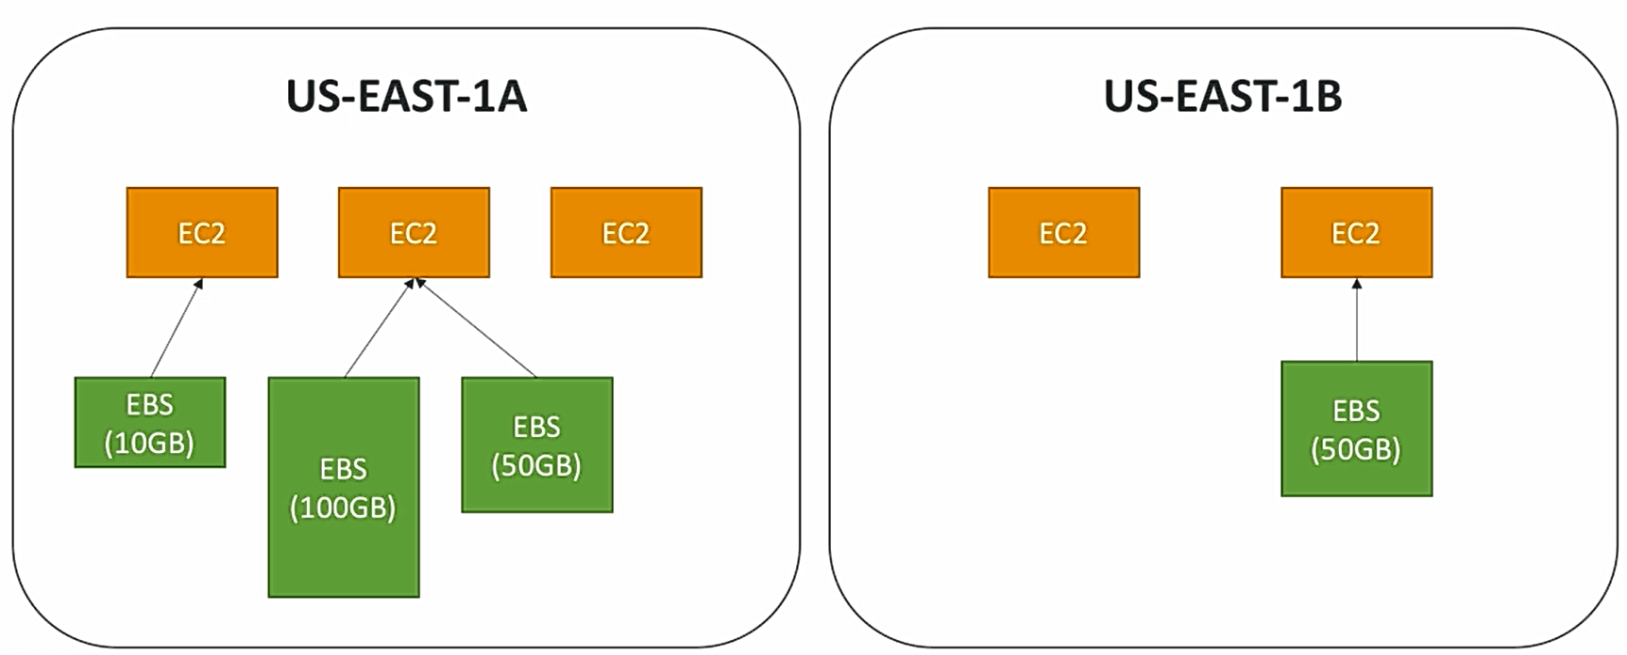 US-EAST-1A
EC2
EC2
EC2
EBS
(10GB)
EBS
(100GB)
EBS
(50GB)
US-EAST-1B
EC2
EC2
EBS
(50GB)